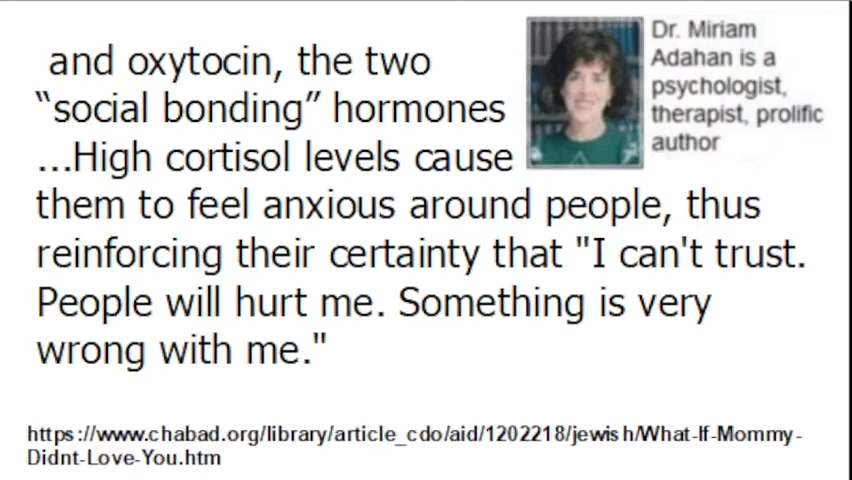 and oxytocin, the two
“social bonding” hormones
...High cortisol levels cause
them to feel anxious around people, thus
reinforcing their certainty that "I can't trust.
People will hurt me. Something is very
wrong with me."
Dr. Miriam
Adahan is a
psychologist,
therapist, prolific
author
https://www.chabad.org/library/article_cdo/aid/1202218/jewish/What-If-Mommy-
Didnt-Love-You.htm